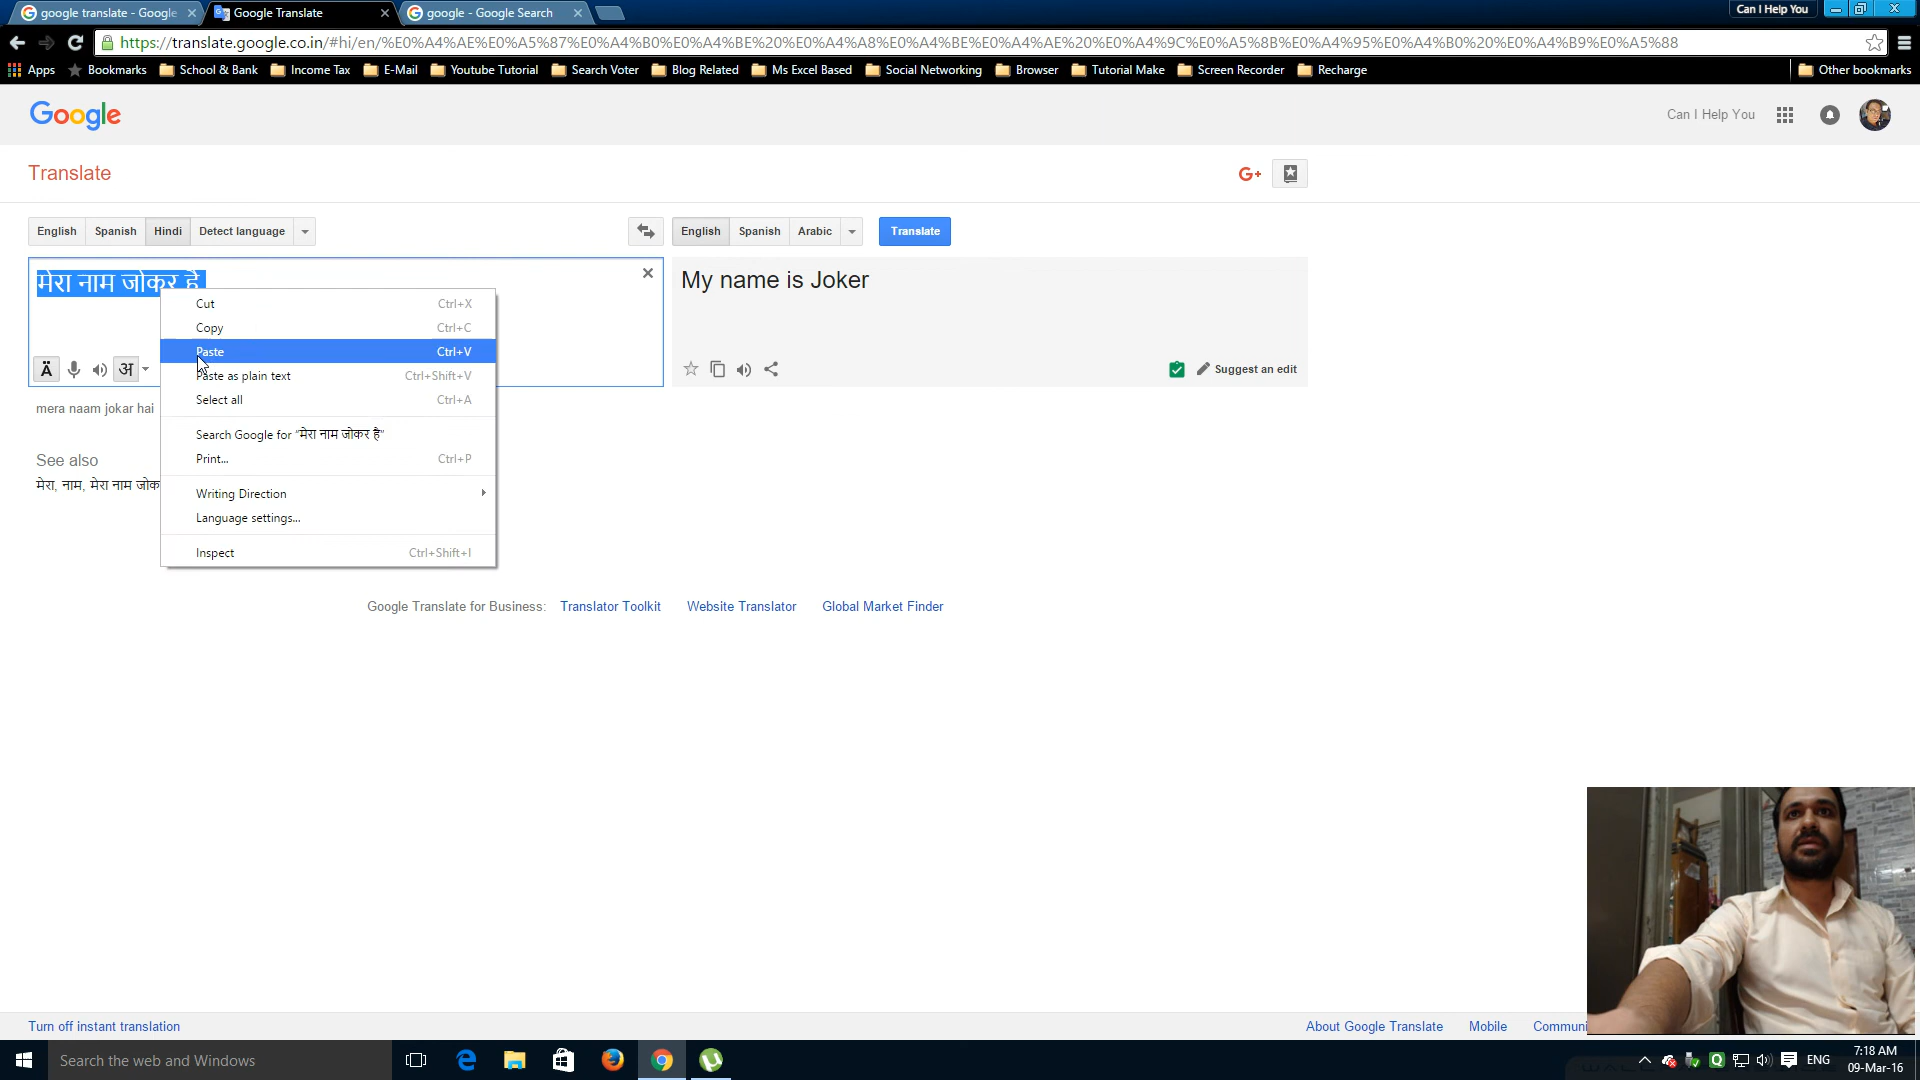 google translate - Google
Google Translate
google - Google Search
Can I Help You
https://translate.google.co.in/#hi/en/%E0%A4%AE%E0%A5%87%E0%A4%B0%E0%A4%BE%20%E0%A4%A8%E0%A4%BE%E0%A4%AE%20%E0%A4%9C%E0%A5%8B%E0%A4%95%E0%A4%B0%20%E0%A4%B9%E0%A5%88
Apps Bookmarks School & Bank Income Tax E-Mail Youtube Tutorial Search Voter Blog Related Ms Excel Based Social Networking Browser Tutorial Make Screen Recorder Recharge Other bookmarks
Google
Can I Help You
Translate
G+
English Spanish Hindi Detect language
English Spanish Arabic Translate
मेरा नाम जोकर है
My name is Joker
Cut Ctrl+X
Copy Ctrl+C
Paste Ctrl+V
Paste as plain text Ctrl+Shift+V
Select all Ctrl+A
Search Google for “मेरा नाम जोकर है”
Print... Ctrl+P
Writing Direction
Language settings...
Inspect Ctrl+Shift+I
Ä अ
Suggest an edit
mera naam jokar hai
See also
मेरा, नाम, मेरा नाम जोक
Google Translate for Business: Translator Toolkit Website Translator Global Market Finder
Turn off instant translation
About Google Translate Mobile Communi
Search the web and Windows
ENG
7:18 AM
09-Mar-16